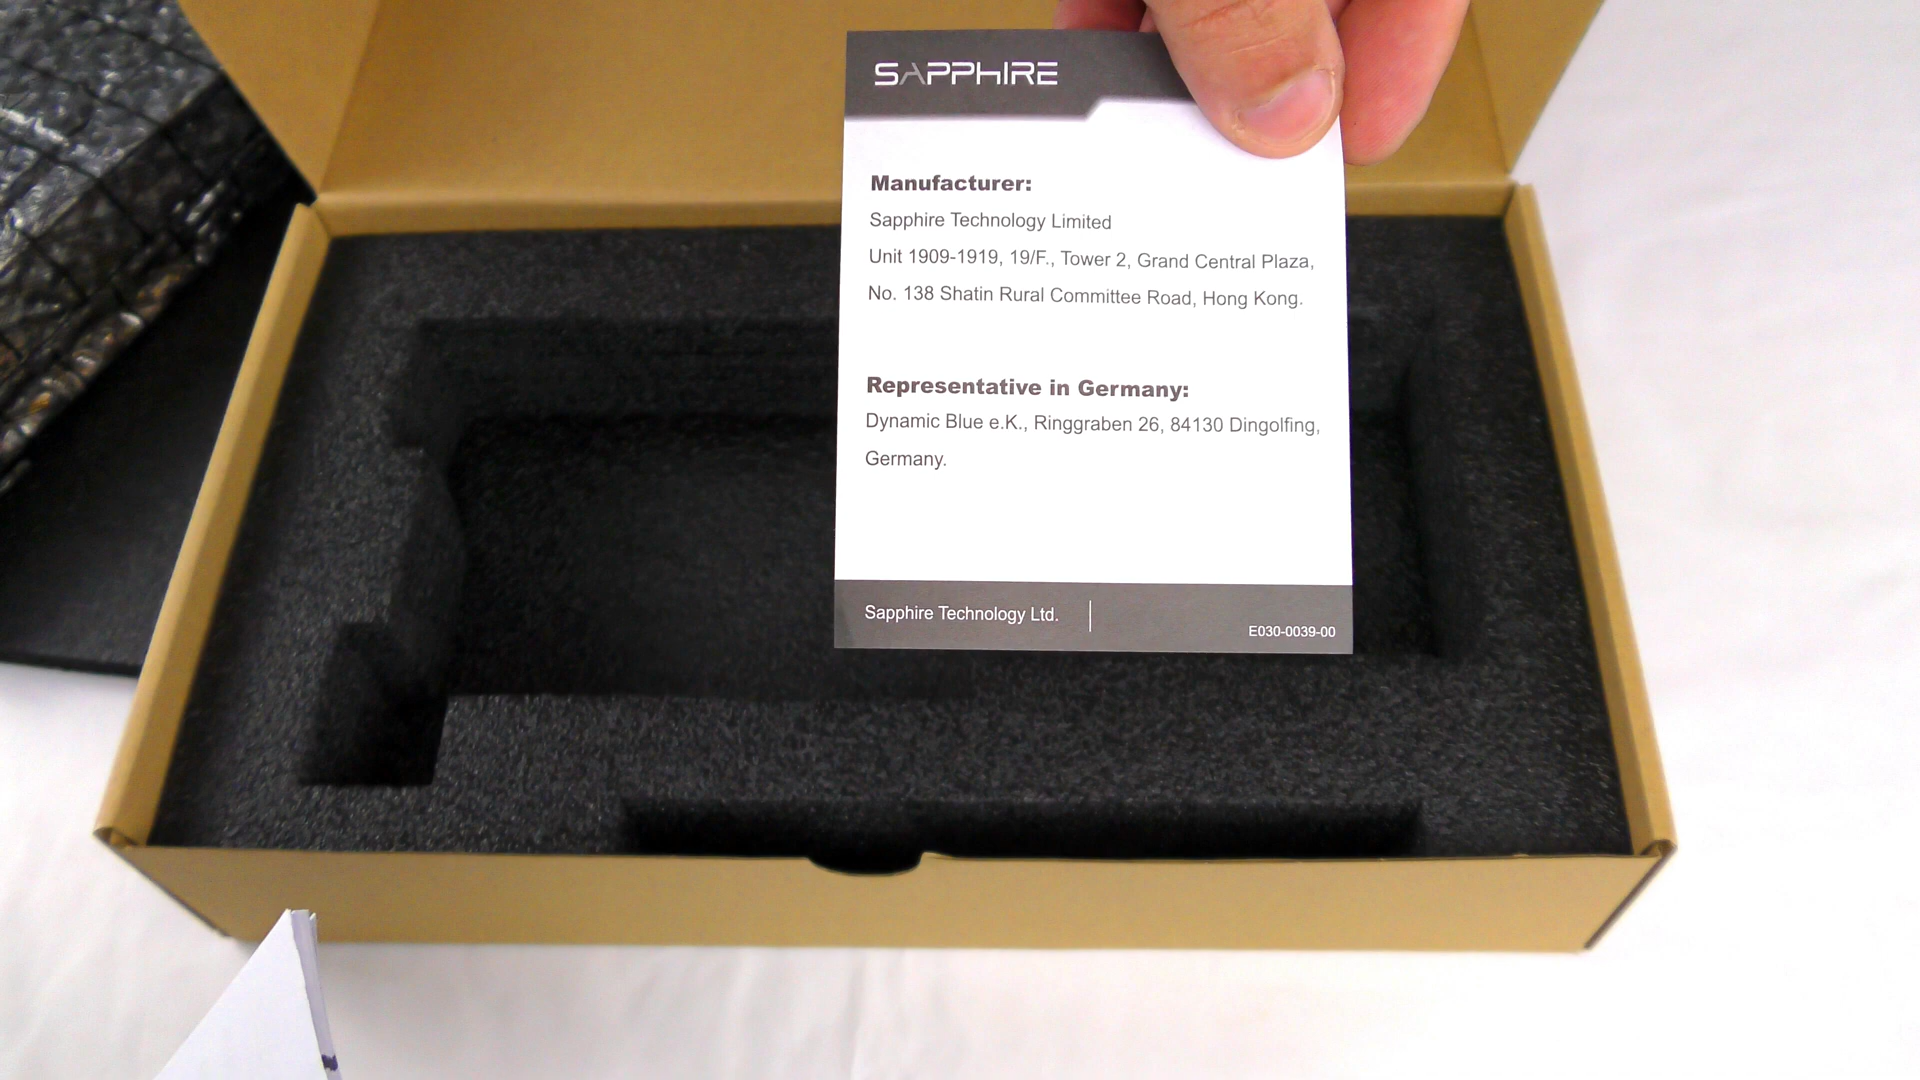 SAPPHIRE
Manufacturer:
Sapphire Technology Limited
Unit 1909-1919, 19/F., Tower 2, Grand Central Plaza,
No. 138 Shatin Rural Committee Road, Hong Kong.
Representative in Germany:
Dynamic Blue e.K., Ringgraben 26, 84130 Dingolfing,
Germany.
Sapphire Technology Ltd.
E030-0039-00